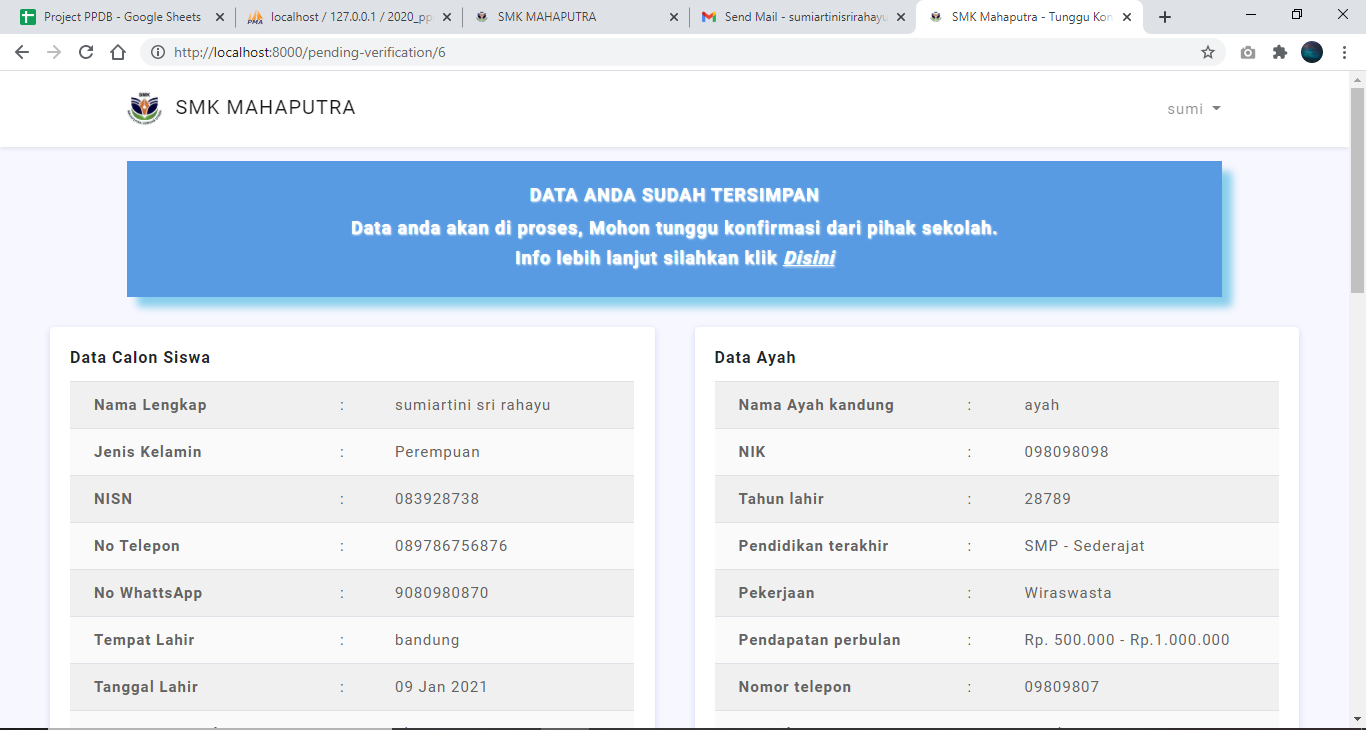 Project PPDB - Google Sheets
localhost / 127.0.0.1 / 2020_pp
SMK MAHAPUTRA
Send Mail - sumiartinisrirahayu
SMK Mahaputra - Tunggu Kon
http://localhost:8000/pending-verification/6
SMK MAHAPUTRA
sumi
DATA ANDA SUDAH TERSIMPAN
Data anda akan di proses, Mohon tunggu konfirmasi dari pihak sekolah.
Info lebih lanjut silahkan klik Disini
Data Calon Siswa
Nama Lengkap : sumiartini sri rahayu
Jenis Kelamin : Perempuan
NISN : 083928738
No Telepon : 089786756876
No WhattsApp : 9080980870
Tempat Lahir : bandung
Tanggal Lahir : 09 Jan 2021
Data Ayah
Nama Ayah kandung : ayah
NIK : 098098098
Tahun lahir : 28789
Pendidikan terakhir : SMP - Sederajat
Pekerjaan : Wiraswasta
Pendapatan perbulan : Rp. 500.000 - Rp.1.000.000
Nomor telepon : 09809807